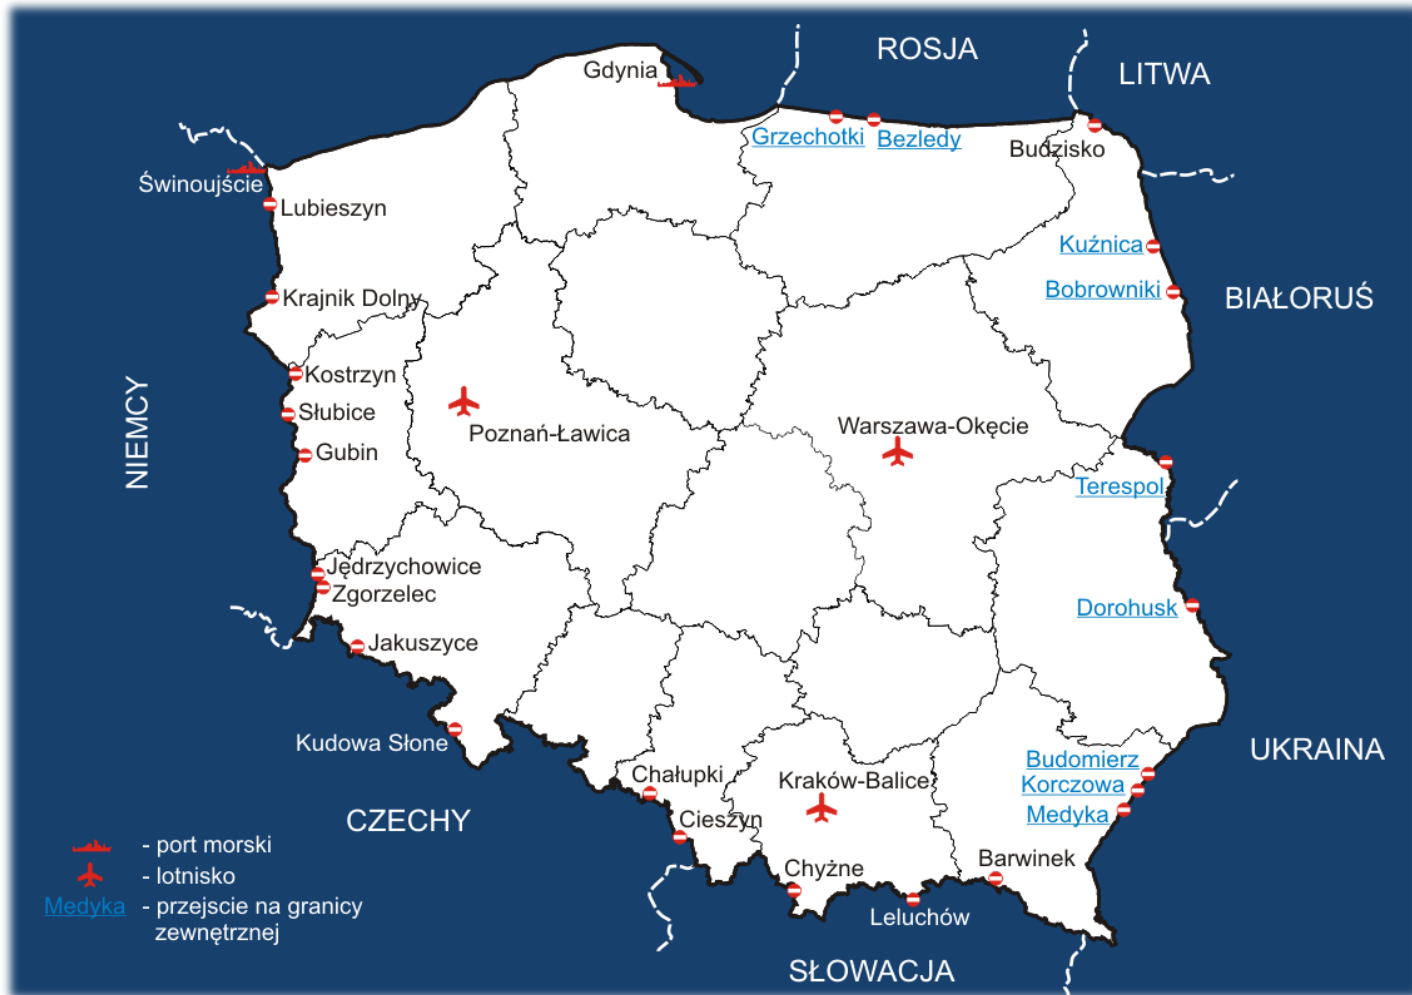 ROSJA
LITWA
Gdynia
Grzechotki
Bezledy
Budzisko
Świnoujście
Lubieszyn
Kuźnica
Krajnik Dolny
Bobrowniki
BIAŁORUŚ
NIEMCY
Kostrzyn
Słubice
Gubin
Poznań-Ławica
Warszawa-Okęcie
Terespol
Jędrzychowice
Zgorzelec
Dorohusk
Jakuszyce
Kudowa Słone
UKRAINA
Budomierz
Korczowa
Medyka
Chałupki
Kraków-Balice
Cieszyn
CZECHY
Chyżne
Barwinek
Leluchów
SŁOWACJA
- port morski
- lotnisko
Medyka - przejscie na granicy
zewnętrznej